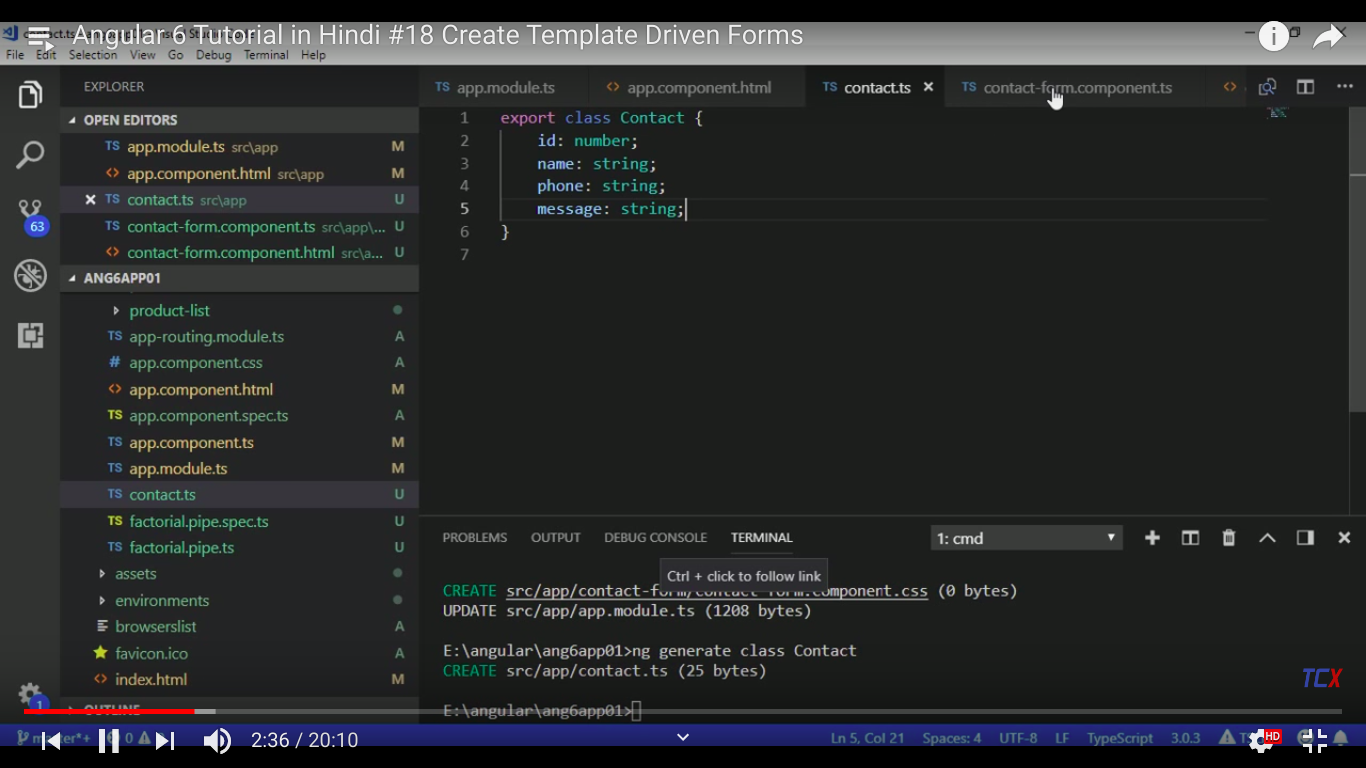 Angular 6 Tutorial in Hindi #18 Create Template Driven Forms
File Edit Selection View Go Debug Terminal Help
EXPLORER
OPEN EDITORS
TS app.module.ts src\app M
<> app.component.html src\app M
TS contact.ts src\app U
TS contact-form.component.ts src\app\... U
<> contact-form.component.html src\a... U
63
ANG6APP01
product-list
TS app-routing.module.ts A
# app.component.css A
<> app.component.html M
TS app.component.spec.ts A
TS app.component.ts M
TS app.module.ts M
TS contact.ts U
TS factorial.pipe.spec.ts U
TS factorial.pipe.ts U
assets
environments
browserslist A
favicon.ico A
<> index.html M
OUTLINE
1
TS app.module.ts <> app.component.html TS contact.ts × TS contact-form.component.ts <>
1 export class Contact {
2 id: number;
3 name: string;
4 phone: string;
5 message: string;
6 }
7
PROBLEMS OUTPUT DEBUG CONSOLE TERMINAL 1: cmd
Ctrl + click to follow link
CREATE src/app/contact-form/contact-form.component.css (0 bytes)
UPDATE src/app/app.module.ts (1208 bytes)
E:\angular\ang6app01>ng generate class Contact
CREATE src/app/contact.ts (25 bytes)
E:\angular\ang6app01>
TCX
2:36 / 20:10
Ln 5, Col 21 Spaces: 4 UTF-8 LF TypeScript 3.0.3
HD